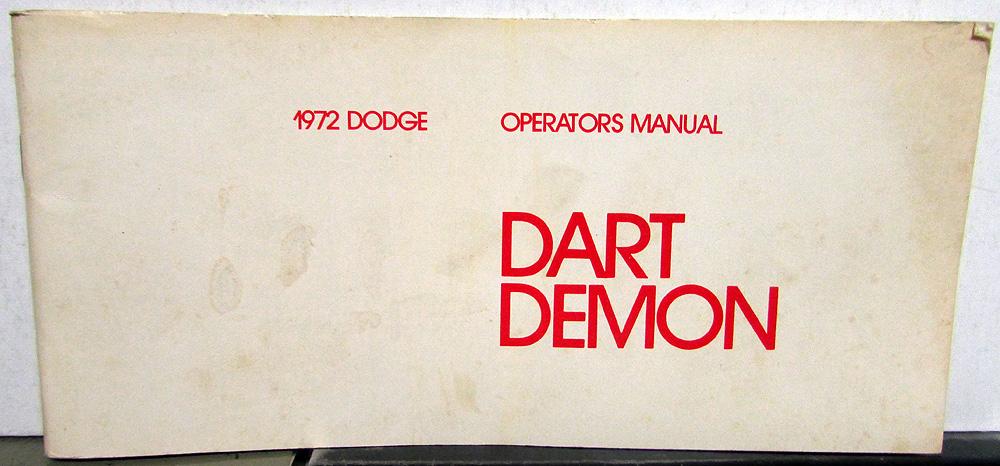 1972 DODGE OPERATORS MANUAL
DART
DEMON